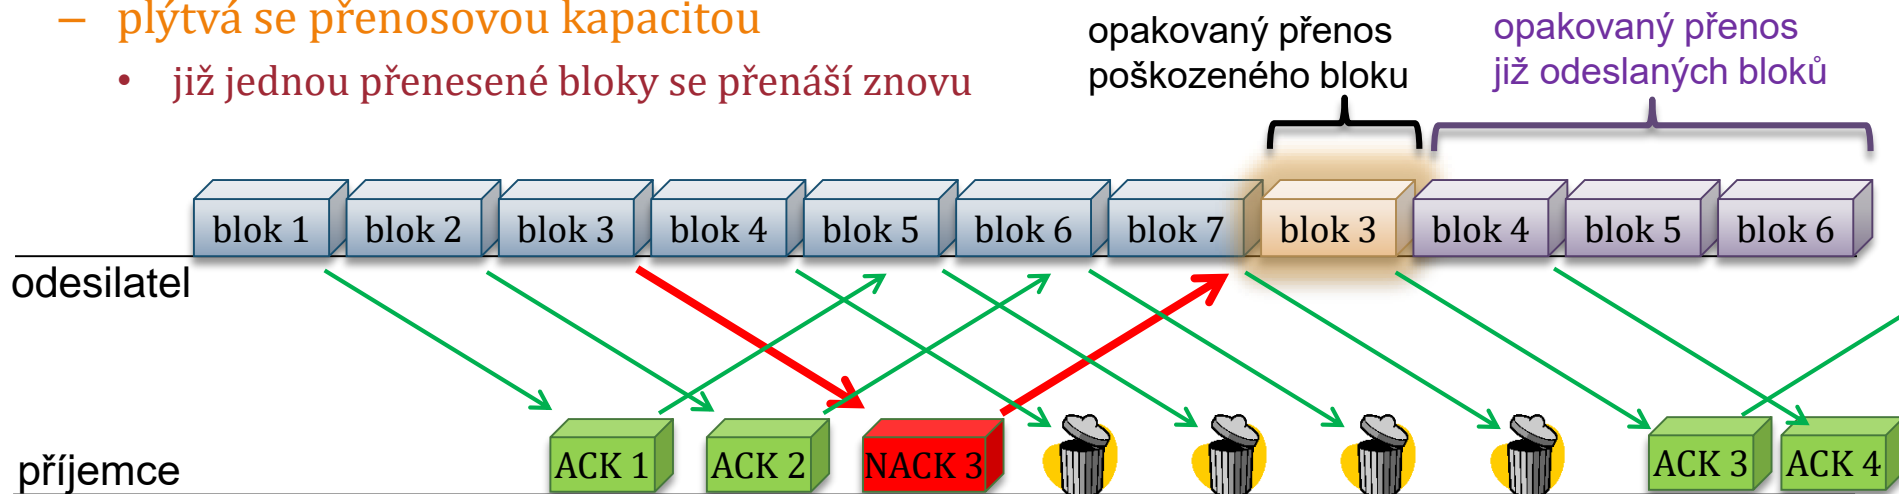 – plýtvá se přenosovou kapacitou
• již jednou přenesené bloky se přenáší znovu
opakovaný přenos
poškozeného bloku
opakovaný přenos
již odeslaných bloků
blok 1
blok 2
blok 3
blok 4
blok 5
blok 6
blok 7
blok 3
blok 4
blok 5
blok 6
odesilatel
ACK 1
ACK 2
NACK 3
ACK 3
ACK 4
příjemce